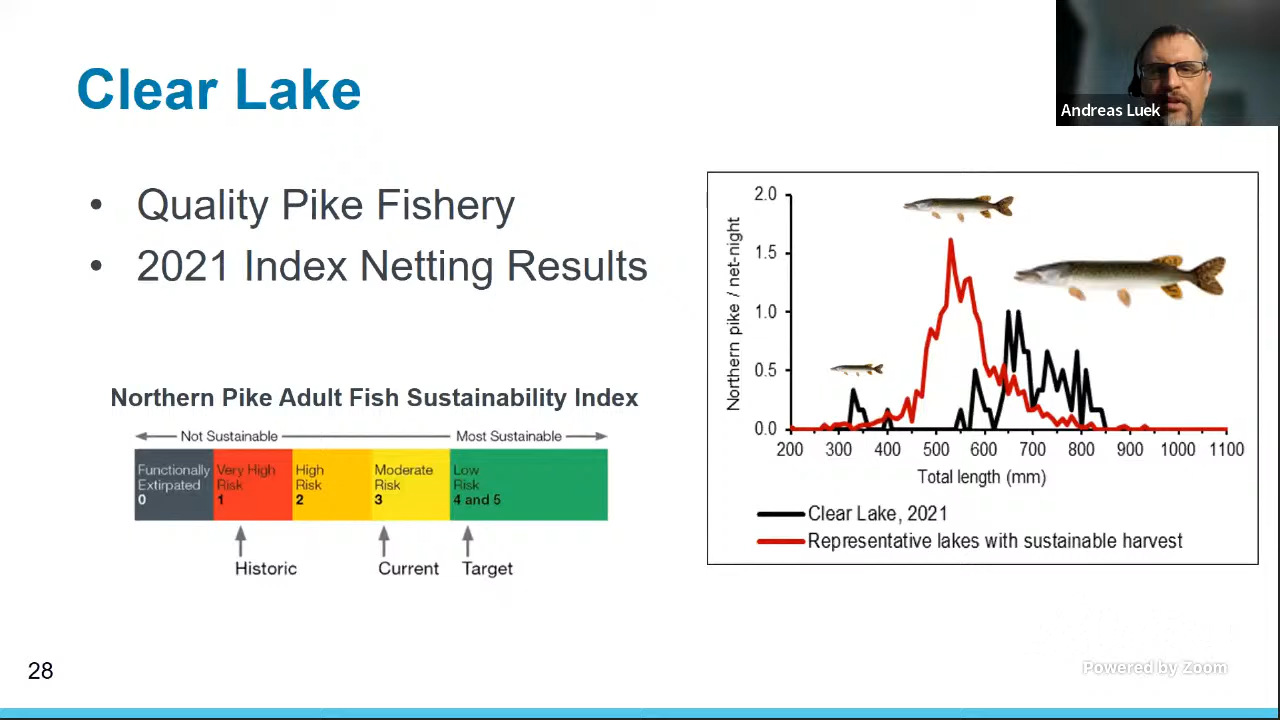 Clear Lake
Andreas Luek
• Quality Pike Fishery
• 2021 Index Netting Results
Northern Pike Adult Fish Sustainability Index
Not Sustainable
Most Sustainable
Functionally
Extirpated
0
Very High
Risk
1
High
Risk
2
Moderate
Risk
3
Low
Risk
4 and 5
Historic
Current
Target
Northern pike / net-night
2.0
1.5
1.0
0.5
0.0
200 300 400 500 600 700 800 900 1000 1100
Total length (mm)
Clear Lake, 2021
Representative lakes with sustainable harvest
28
Powered by Zoom